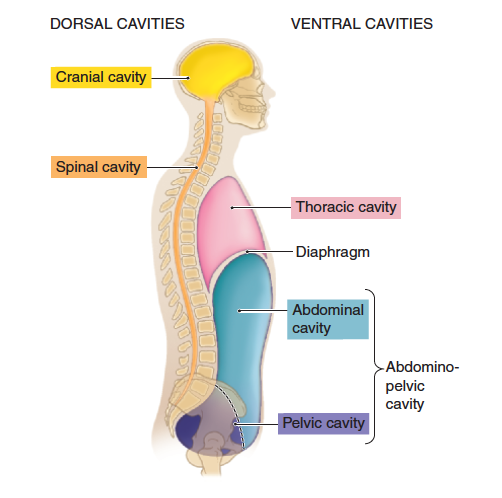 DORSAL CAVITIES
VENTRAL CAVITIES
Cranial cavity
Spinal cavity
Thoracic cavity
Diaphragm
Abdominal
cavity
Abdomino-
pelvic
cavity
Pelvic cavity